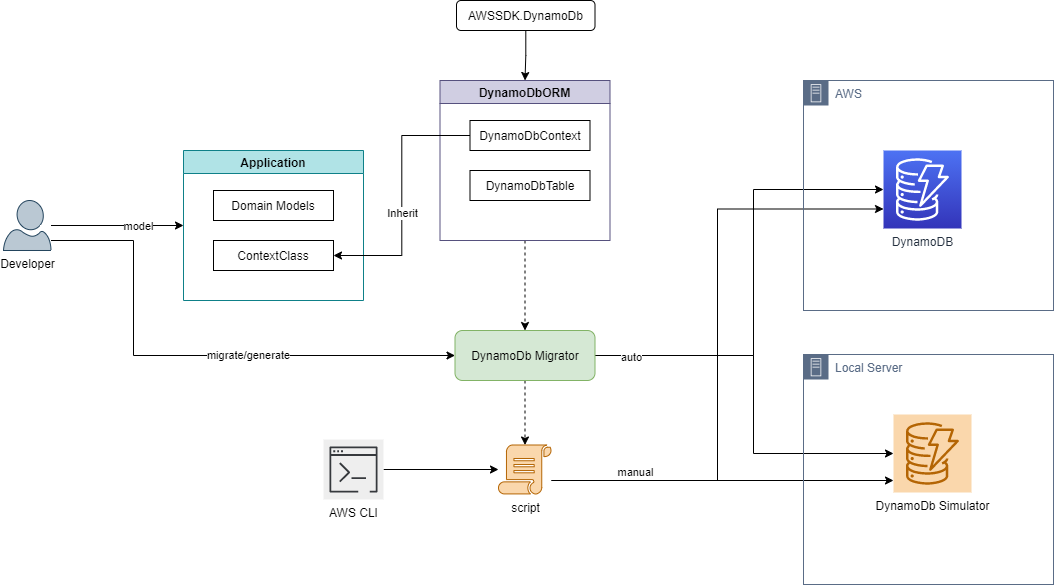 AWSSDK.DynamoDb
DynamoDbORM
DynamoDbContext
DynamoDbTable
Application
Domain Models
ContextClass
Inherit
model
Developer
AWS
DynamoDB
migrate/generate
DynamoDb Migrator
auto
Local Server
DynamoDb Simulator
manual
script
AWS CLI